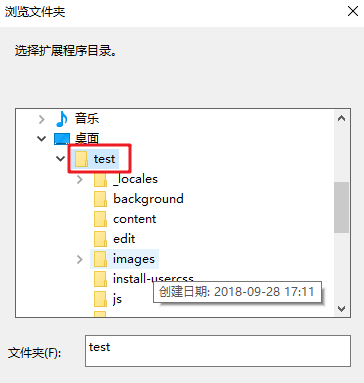 浏览文件夹
选择扩展程序目录。
音乐
桌面
test
_locales
background
content
edit
images
install-usercss
创建日期: 2018-09-28 17:11
js
文件夹(F):
test